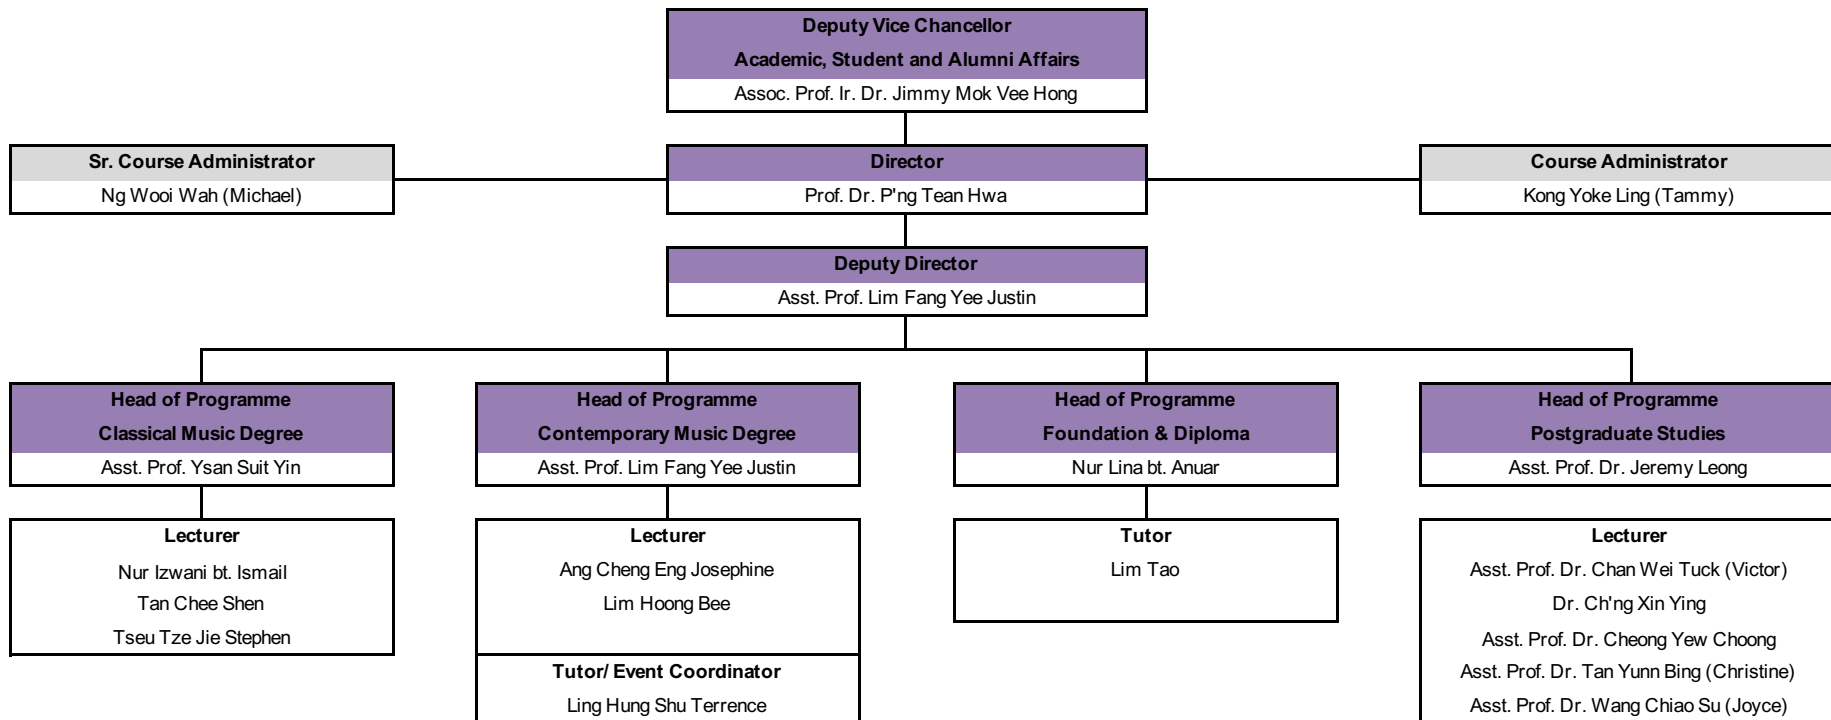 Deputy Vice Chancellor
Academic, Student and Alumni Affairs
Assoc. Prof. Ir. Dr. Jimmy Mok Vee Hong
Sr. Course Administrator
Ng Wooi Wah (Michael)
Director
Prof. Dr. P'ng Tean Hwa
Course Administrator
Kong Yoke Ling (Tammy)
Deputy Director
Asst. Prof. Lim Fang Yee Justin
Head of Programme
Classical Music Degree
Asst. Prof. Ysan Suit Yin
Lecturer
Nur Izwani bt. Ismail
Tan Chee Shen
Tseu Tze Jie Stephen
Head of Programme
Contemporary Music Degree
Asst. Prof. Lim Fang Yee Justin
Lecturer
Ang Cheng Eng Josephine
Lim Hoong Bee
Tutor/ Event Coordinator
Ling Hung Shu Terrence
Head of Programme
Foundation & Diploma
Nur Lina bt. Anuar
Tutor
Lim Tao
Head of Programme
Postgraduate Studies
Asst. Prof. Dr. Jeremy Leong
Lecturer
Asst. Prof. Dr. Chan Wei Tuck (Victor)
Dr. Ch'ng Xin Ying
Asst. Prof. Dr. Cheong Yew Choong
Asst. Prof. Dr. Tan Yunn Bing (Christine)
Asst. Prof. Dr. Wang Chiao Su (Joyce)